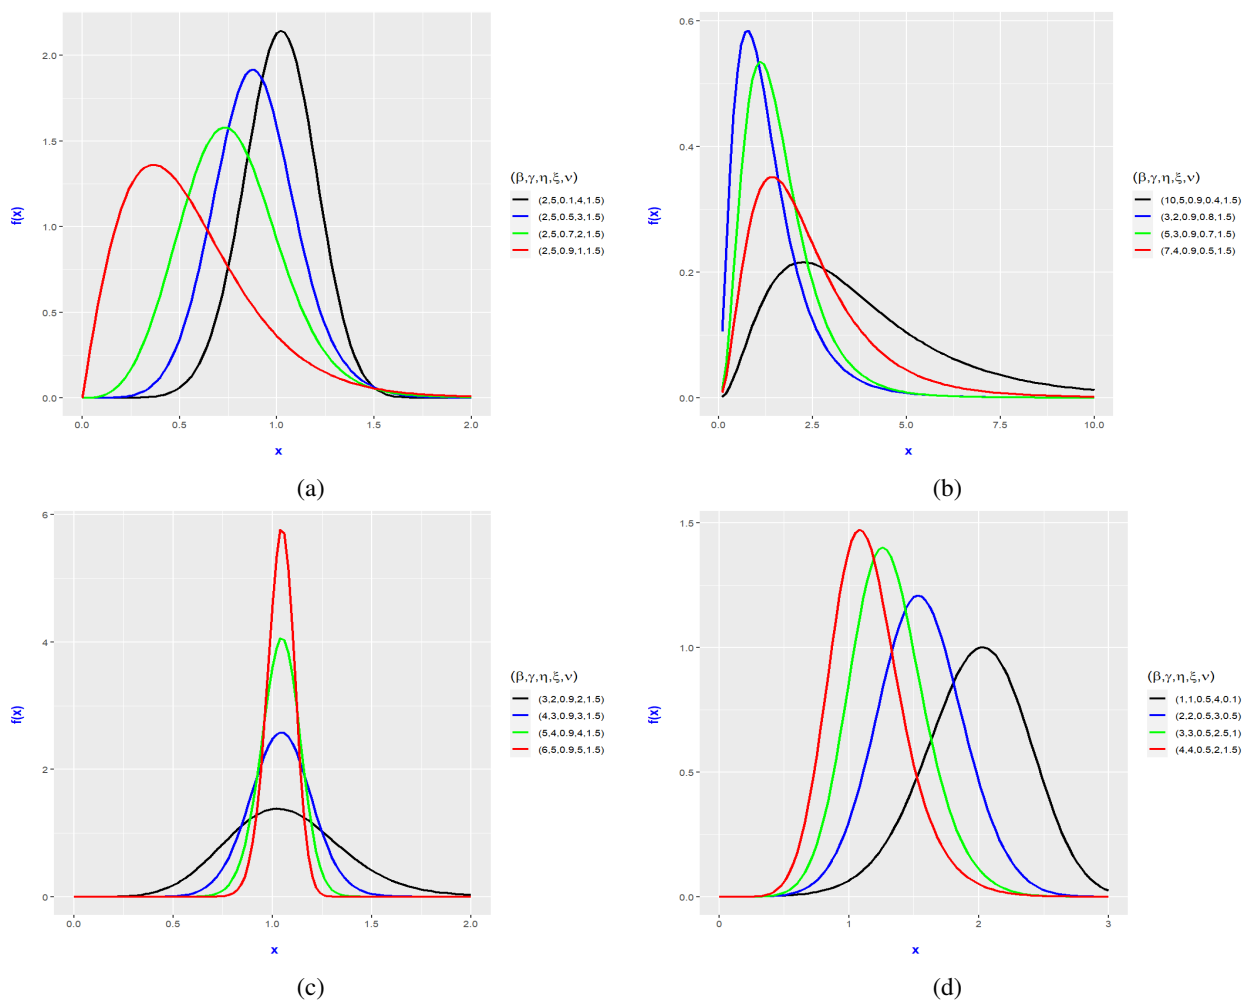 2.0
1.5
1.0
0.5
0.0
f(x)
0.0 0.5 1.0 1.5 2.0
x
(β,γ,η,ξ,ν)
(2,5,0.1,4,1.5)
(2,5,0.5,3,1.5)
(2,5,0.7,2,1.5)
(2,5,0.9,1,1.5)
(a)
0.6
0.4
0.2
0.0
f(x)
0.0 2.5 5.0 7.5 10.0
x
(β,γ,η,ξ,ν)
(10,5,0.9,0.4,1.5)
(3,2,0.9,0.8,1.5)
(5,3,0.9,0.7,1.5)
(7,4,0.9,0.5,1.5)
(b)
6
4
2
0
f(x)
0.0 0.5 1.0 1.5 2.0
x
(β,γ,η,ξ,ν)
(3,2,0.9,2,1.5)
(4,3,0.9,3,1.5)
(5,4,0.9,4,1.5)
(6,5,0.9,5,1.5)
(c)
1.5
1.0
0.5
0.0
f(x)
0 1 2 3
x
(β,γ,η,ξ,ν)
(1,1,0.5,4,0.1)
(2,2,0.5,3,0.5)
(3,3,0.5,2.5,1)
(4,4,0.5,2,1.5)
(d)